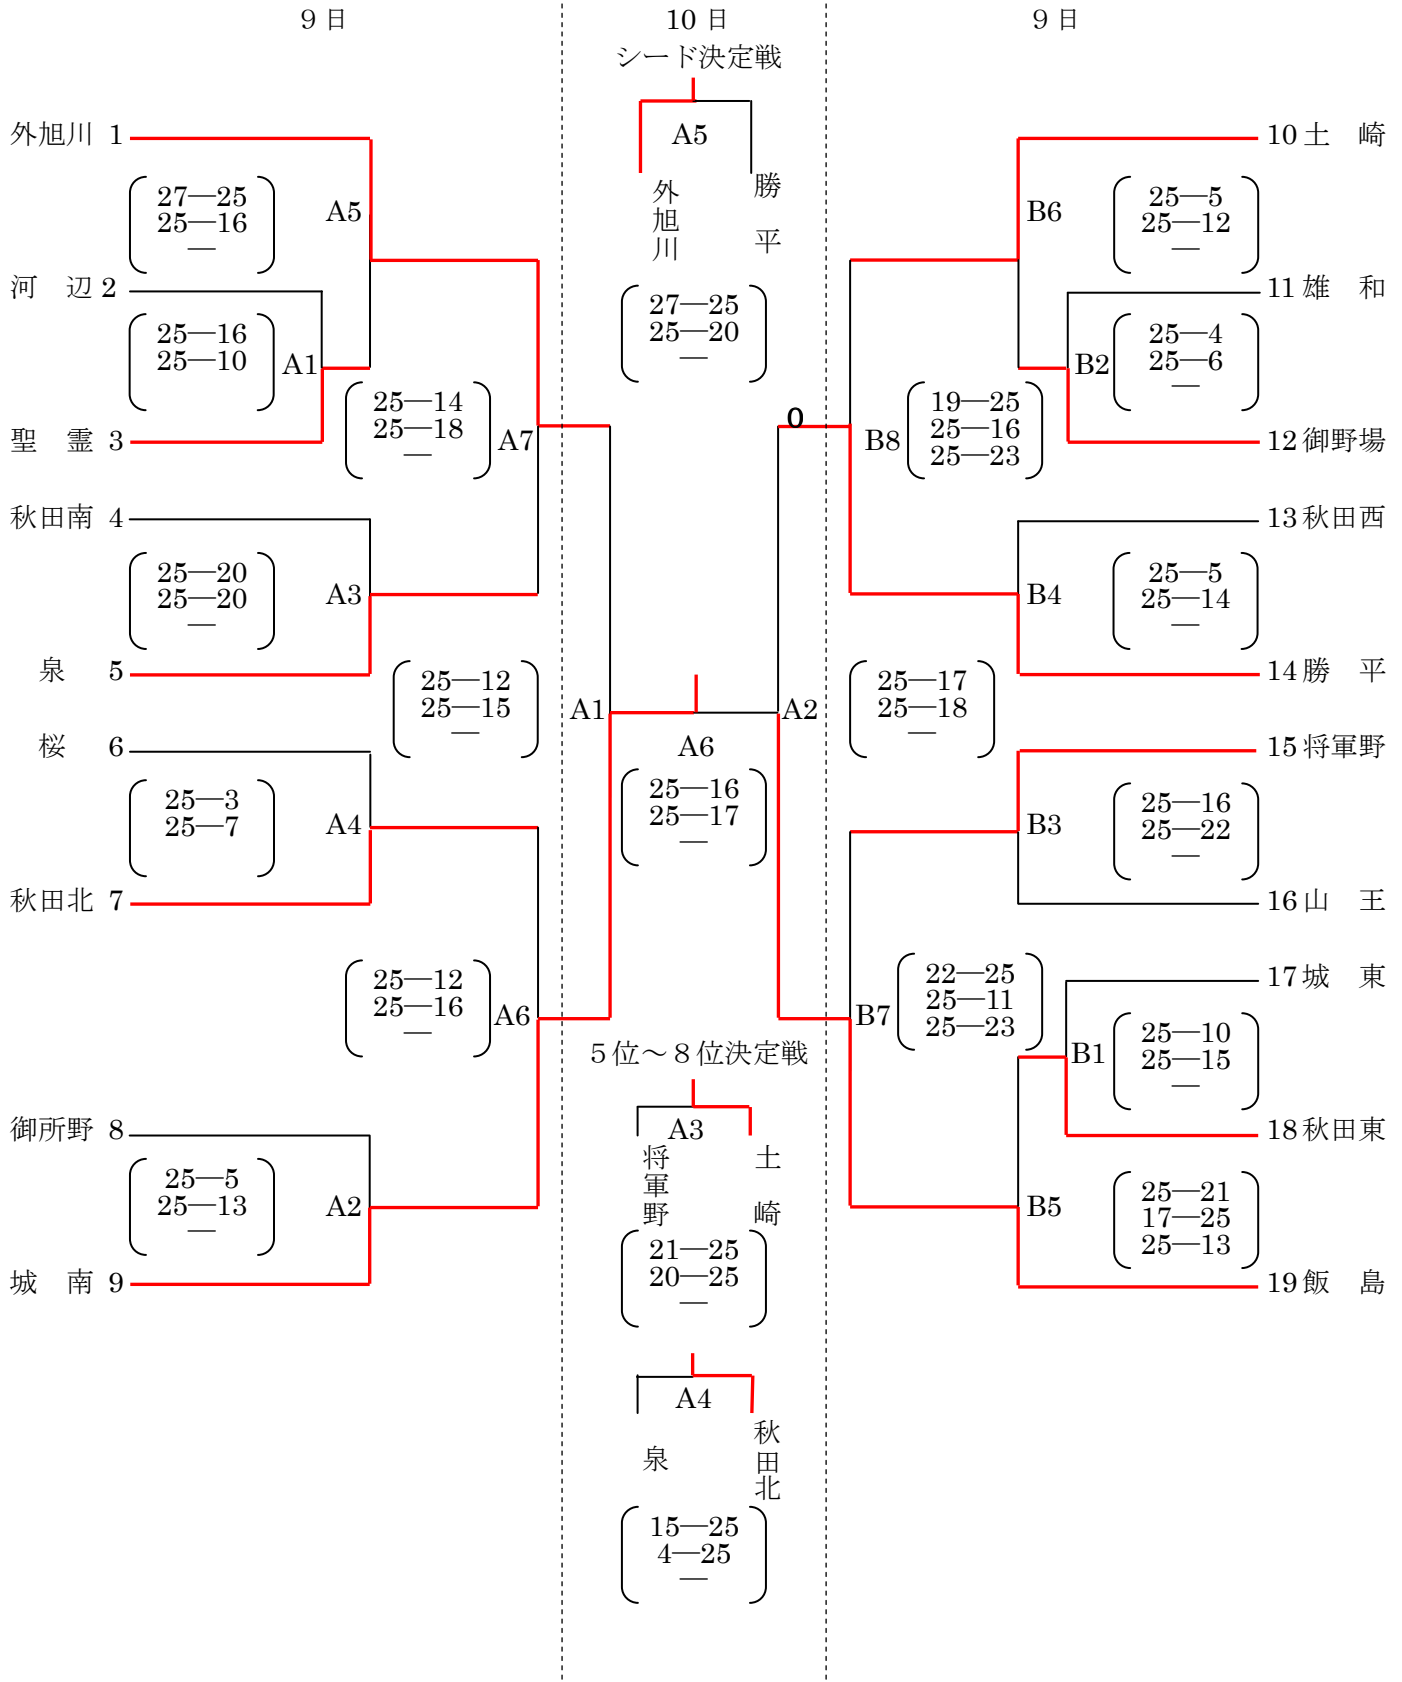 9日
10日
9日
シード決定戦
外旭川 1
27―25
25―16
―
A5
河 辺 2
25―16
25―10
A1
聖 霊 3
25―14
25―18
―
A7
秋田南 4
25―20
25―20
―
A3
泉 5
25―12
25―15
―
桜 6
25―3
25―7
A4
秋田北 7
25―12
25―16
―
A6
御所野 8
25―5
25―13
―
A2
城 南 9
A5
外旭川
勝 平
27―25
25―20
―
0
A1
A2
A6
25―16
25―17
―
5位～8位決定戦
A3
将軍野
土 崎
21―25
20―25
―
A4
泉
秋田北
15―25
4―25
―
10 土 崎
B6
25―5
25―12
―
11 雄 和
B2
25―4
25―6
―
12 御野場
B8
19―25
25―16
25―23
13 秋田西
B4
25―5
25―14
―
14 勝 平
25―17
25―18
―
15 将軍野
B3
25―16
25―22
―
16 山 王
B7
22―25
25―11
25―23
17 城 東
B1
25―10
25―15
―
18 秋田東
B5
25―21
17―25
25―13
19 飯 島